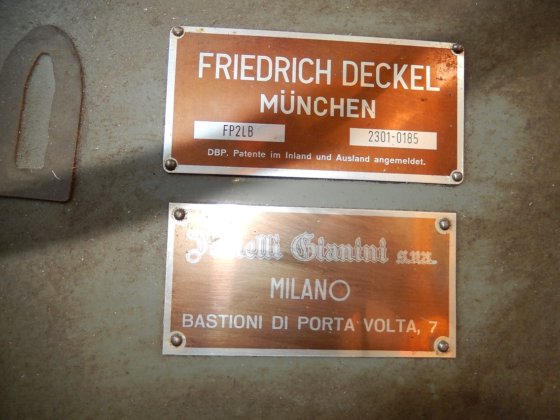 FRIEDRICH DECKEL
MÜNCHEN
FP2LB 2301-0185
DBP. Patente im Inland und Ausland angemeldet.
Gianini
MILANO
BASTIONI DI PORTA VOLTA, 7